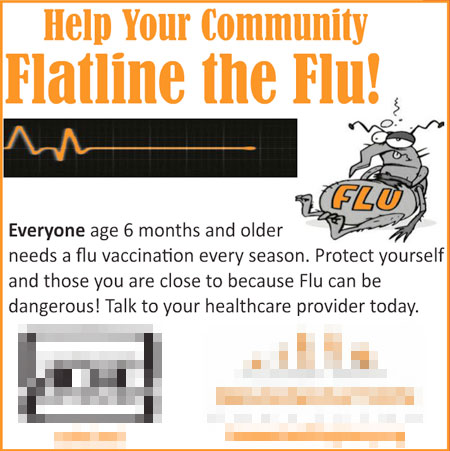 Help Your Community
Flatline the Flu!
FLU
Everyone age 6 months and older
needs a flu vaccination every season. Protect yourself
and those you are close to because Flu can be
dangerous! Talk to your healthcare provider today.